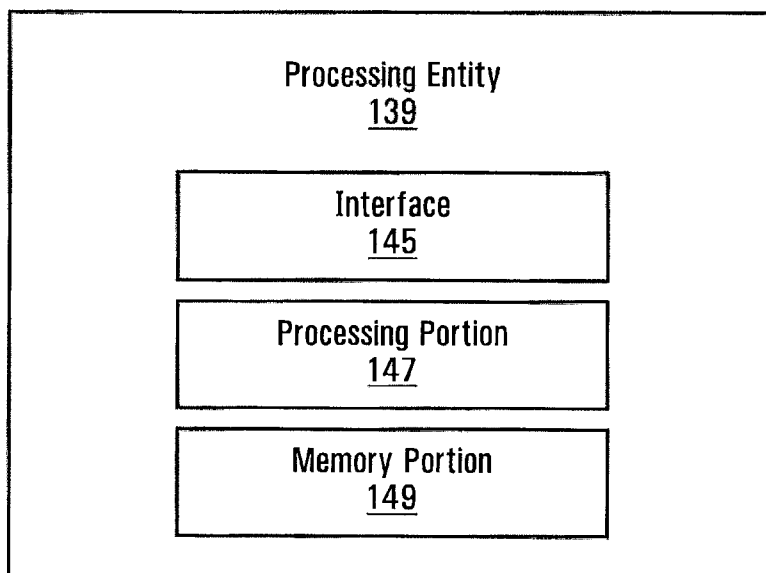 Processing Entity
139
Interface
145
Processing Portion
147
Memory Portion
149